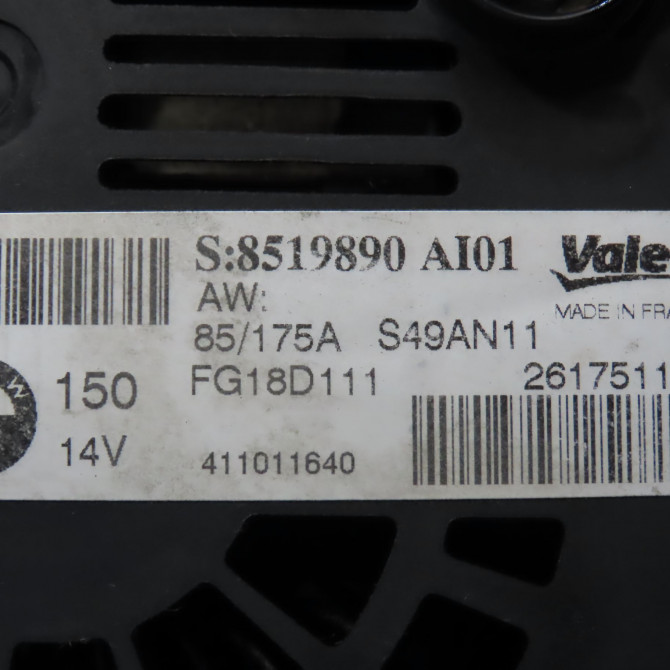 S:8519890 AI01
Vale
AW:
MADE IN FRA
85/175A S49AN11
150
FG18D111
2617511
14V
411011640